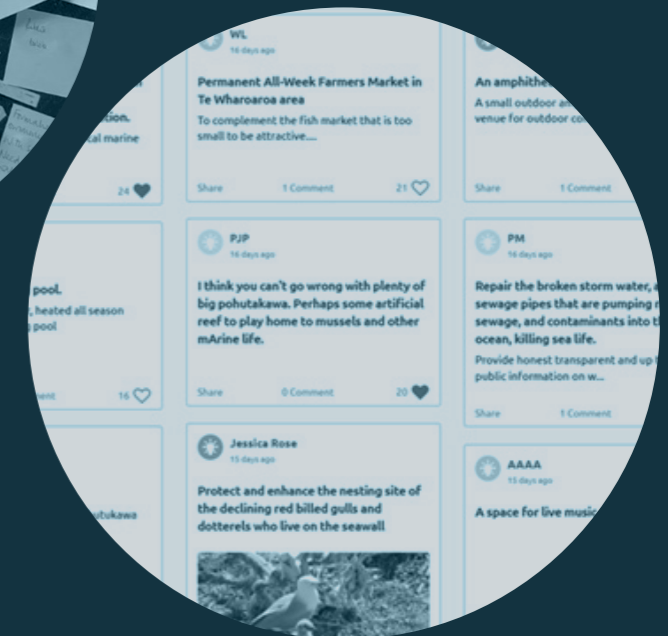 tion.
cal marine
24
pool.
, heated all season
pool
16
utukawa
WL
16 days ago
Permanent All-Week Farmers Market in
Te Wharoaroa area
To complement the fish market that is too
small to be attractive....
Share 1 Comment 21
PJP
16 days ago
I think you can't go wrong with plenty of
big pohutakawa. Perhaps some artificial
reef to play home to mussels and other
mArine life.
Share 0 Comment 20
Jessica Rose
15 days ago
Protect and enhance the nesting site of
the declining red billed gulls and
dotterels who live on the seawall
An amphithe
A small outdoor
venue for outdoor
Share 1 Comment
PM
16 days ago
Repair the broken storm water,
sewage pipes that are pumping
sewage, and contaminants into
ocean, killing sea life.
Provide honest transparent and up
public information on w...
Share 1 Comment
AAAA
15 days ago
A space for live music